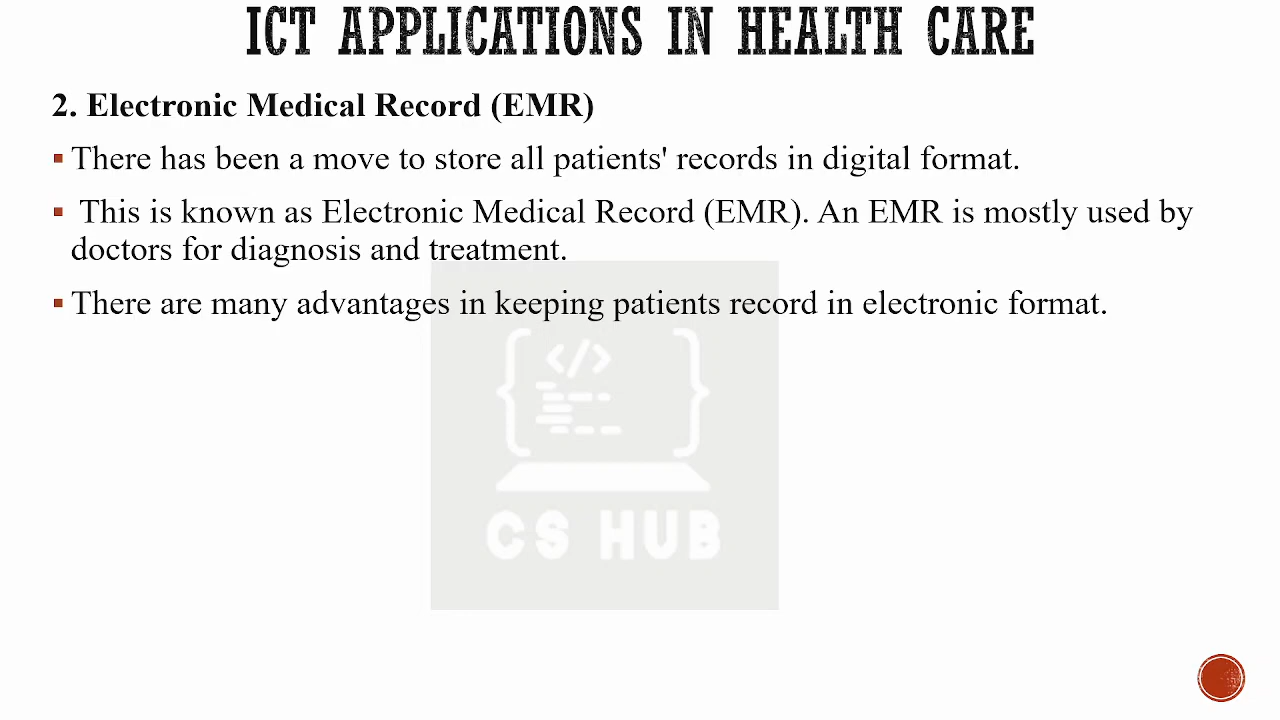 ICT APPLICATIONS IN HEALTH CARE
2. Electronic Medical Record (EMR)
▪ There has been a move to store all patients' records in digital format.
▪ This is known as Electronic Medical Record (EMR). An EMR is mostly used by
doctors for diagnosis and treatment.
▪ There are many advantages in keeping patients record in electronic format.
{ </> }
CS HUB